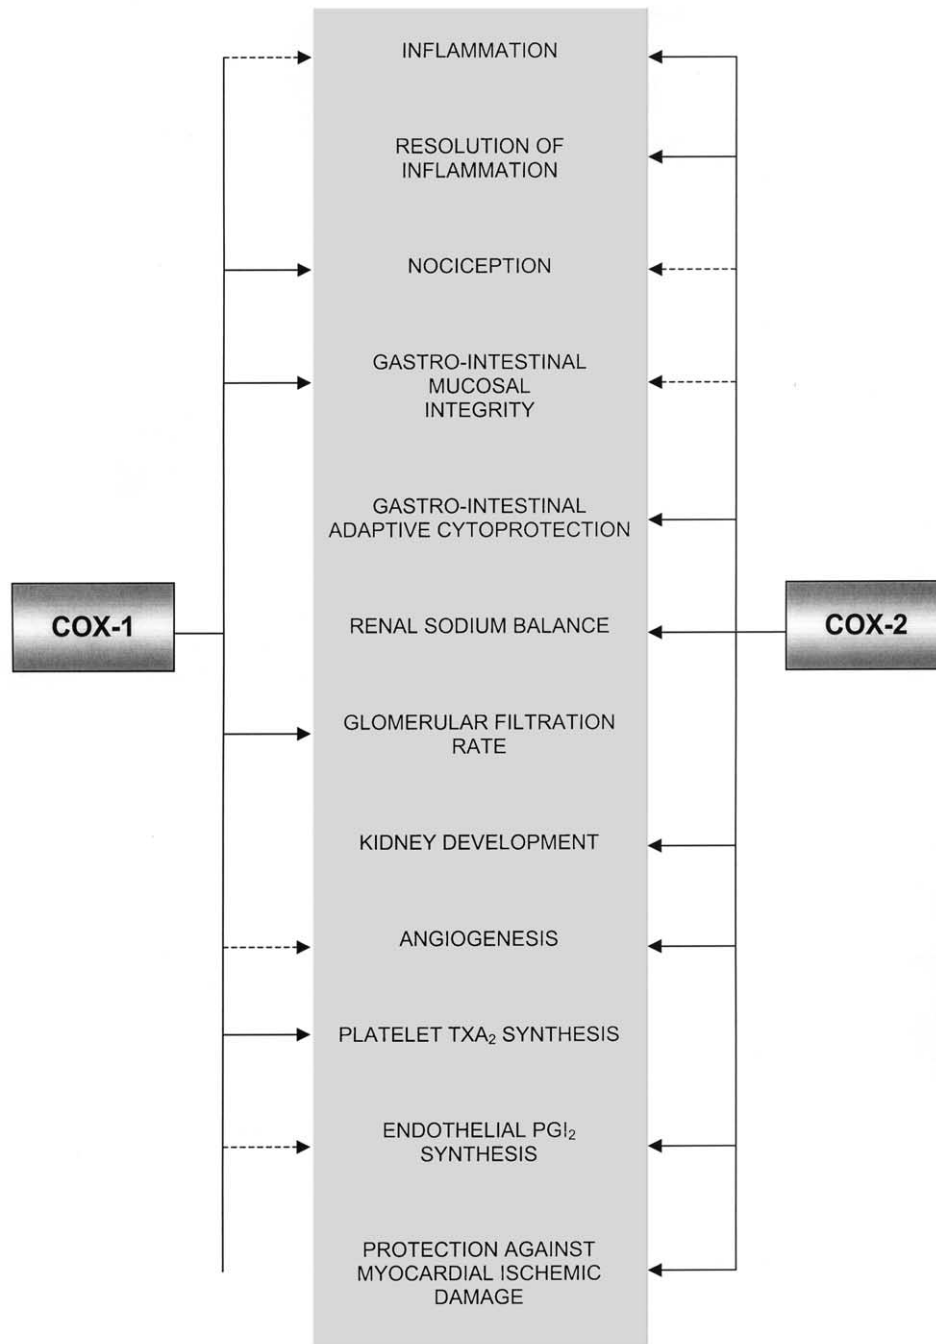 INFLAMMATION
RESOLUTION OF
INFLAMMATION
NOCICEPTION
GASTRO-INTESTINAL
MUCOSAL
INTEGRITY
GASTRO-INTESTINAL
ADAPTIVE CYTOPROTECTION
COX-1
RENAL SODIUM BALANCE
COX-2
GLOMERULAR FILTRATION
RATE
KIDNEY DEVELOPMENT
ANGIOGENESIS
PLATELET TXA₂ SYNTHESIS
ENDOTHELIAL PGI₂
SYNTHESIS
PROTECTION AGAINST
MYOCARDIAL ISCHEMIC
DAMAGE